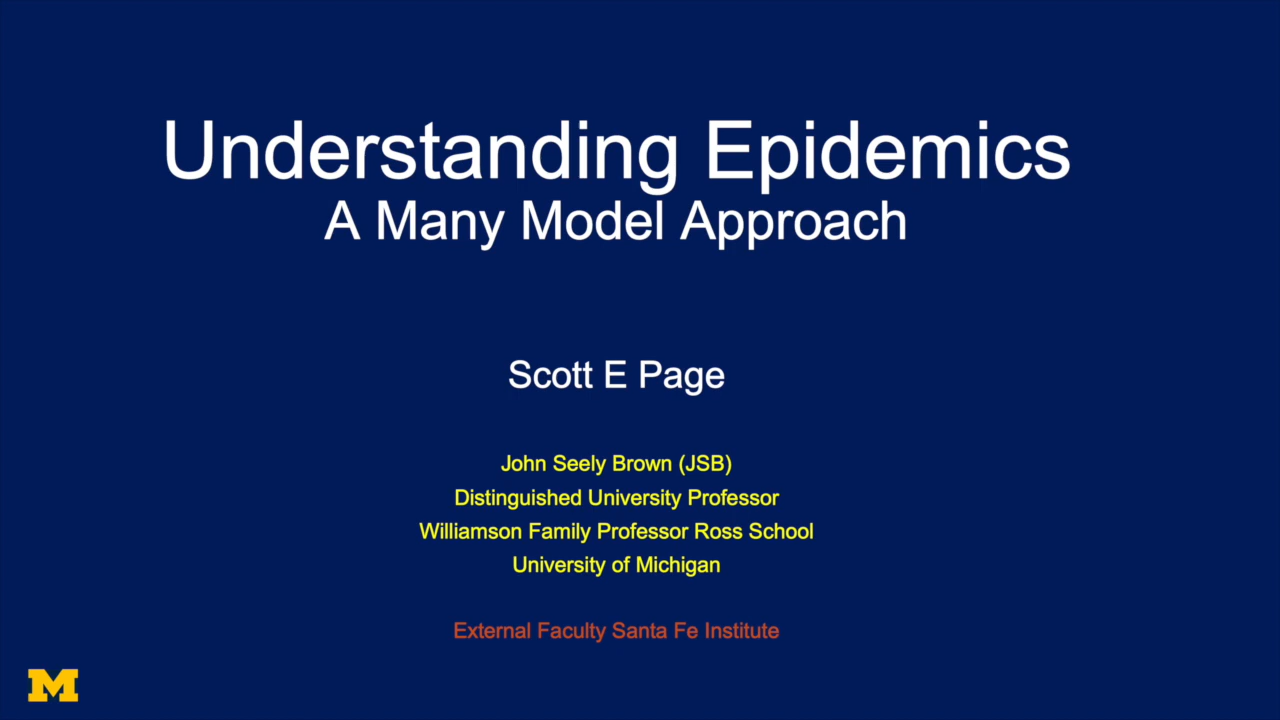 Understanding Epidemics
A Many Model Approach
Scott E Page
John Seely Brown (JSB)
Distinguished University Professor
Williamson Family Professor Ross School
University of Michigan
External Faculty Santa Fe Institute
M